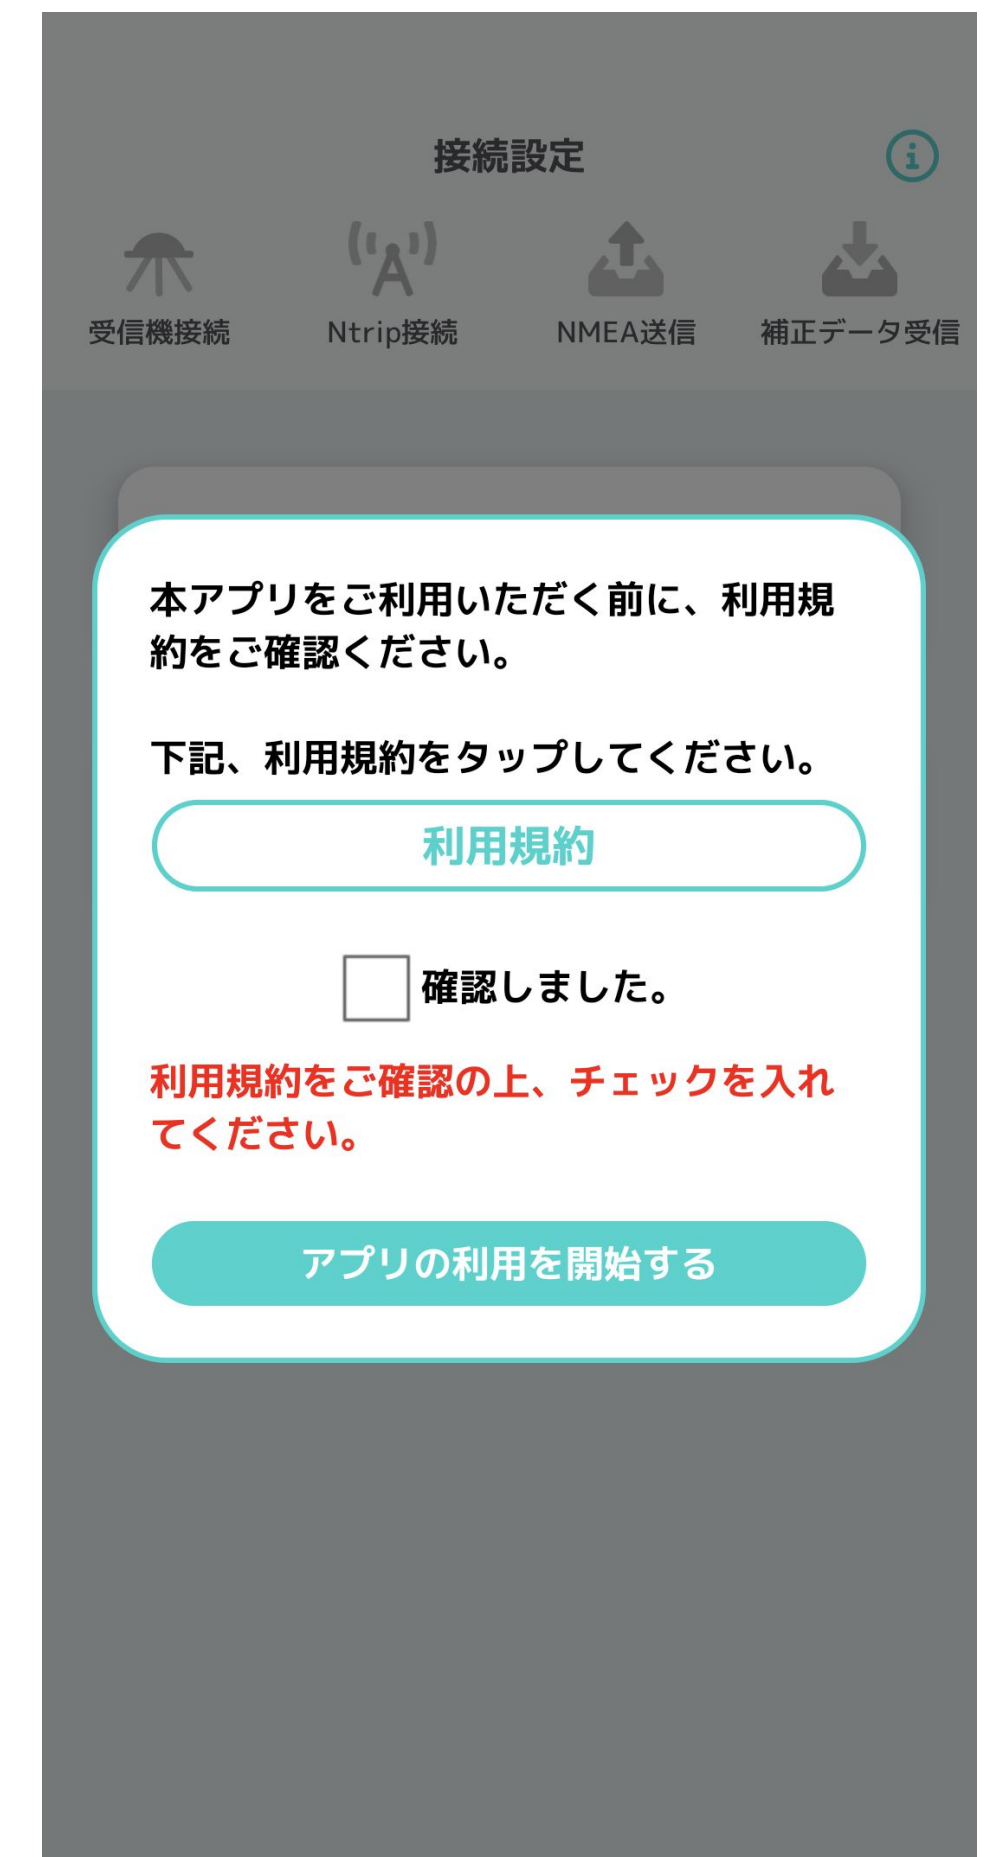 接続設定
受信機接続 Ntrip接続 NMEA送信 補正データ受信
本アプリをご利用いただく前に、利用規
約をご確認ください。
下記、利用規約をタップしてください。
利用規約
確認しました。
利用規約をご確認の上、チェックを入れ
てください。
アプリの利用を開始する